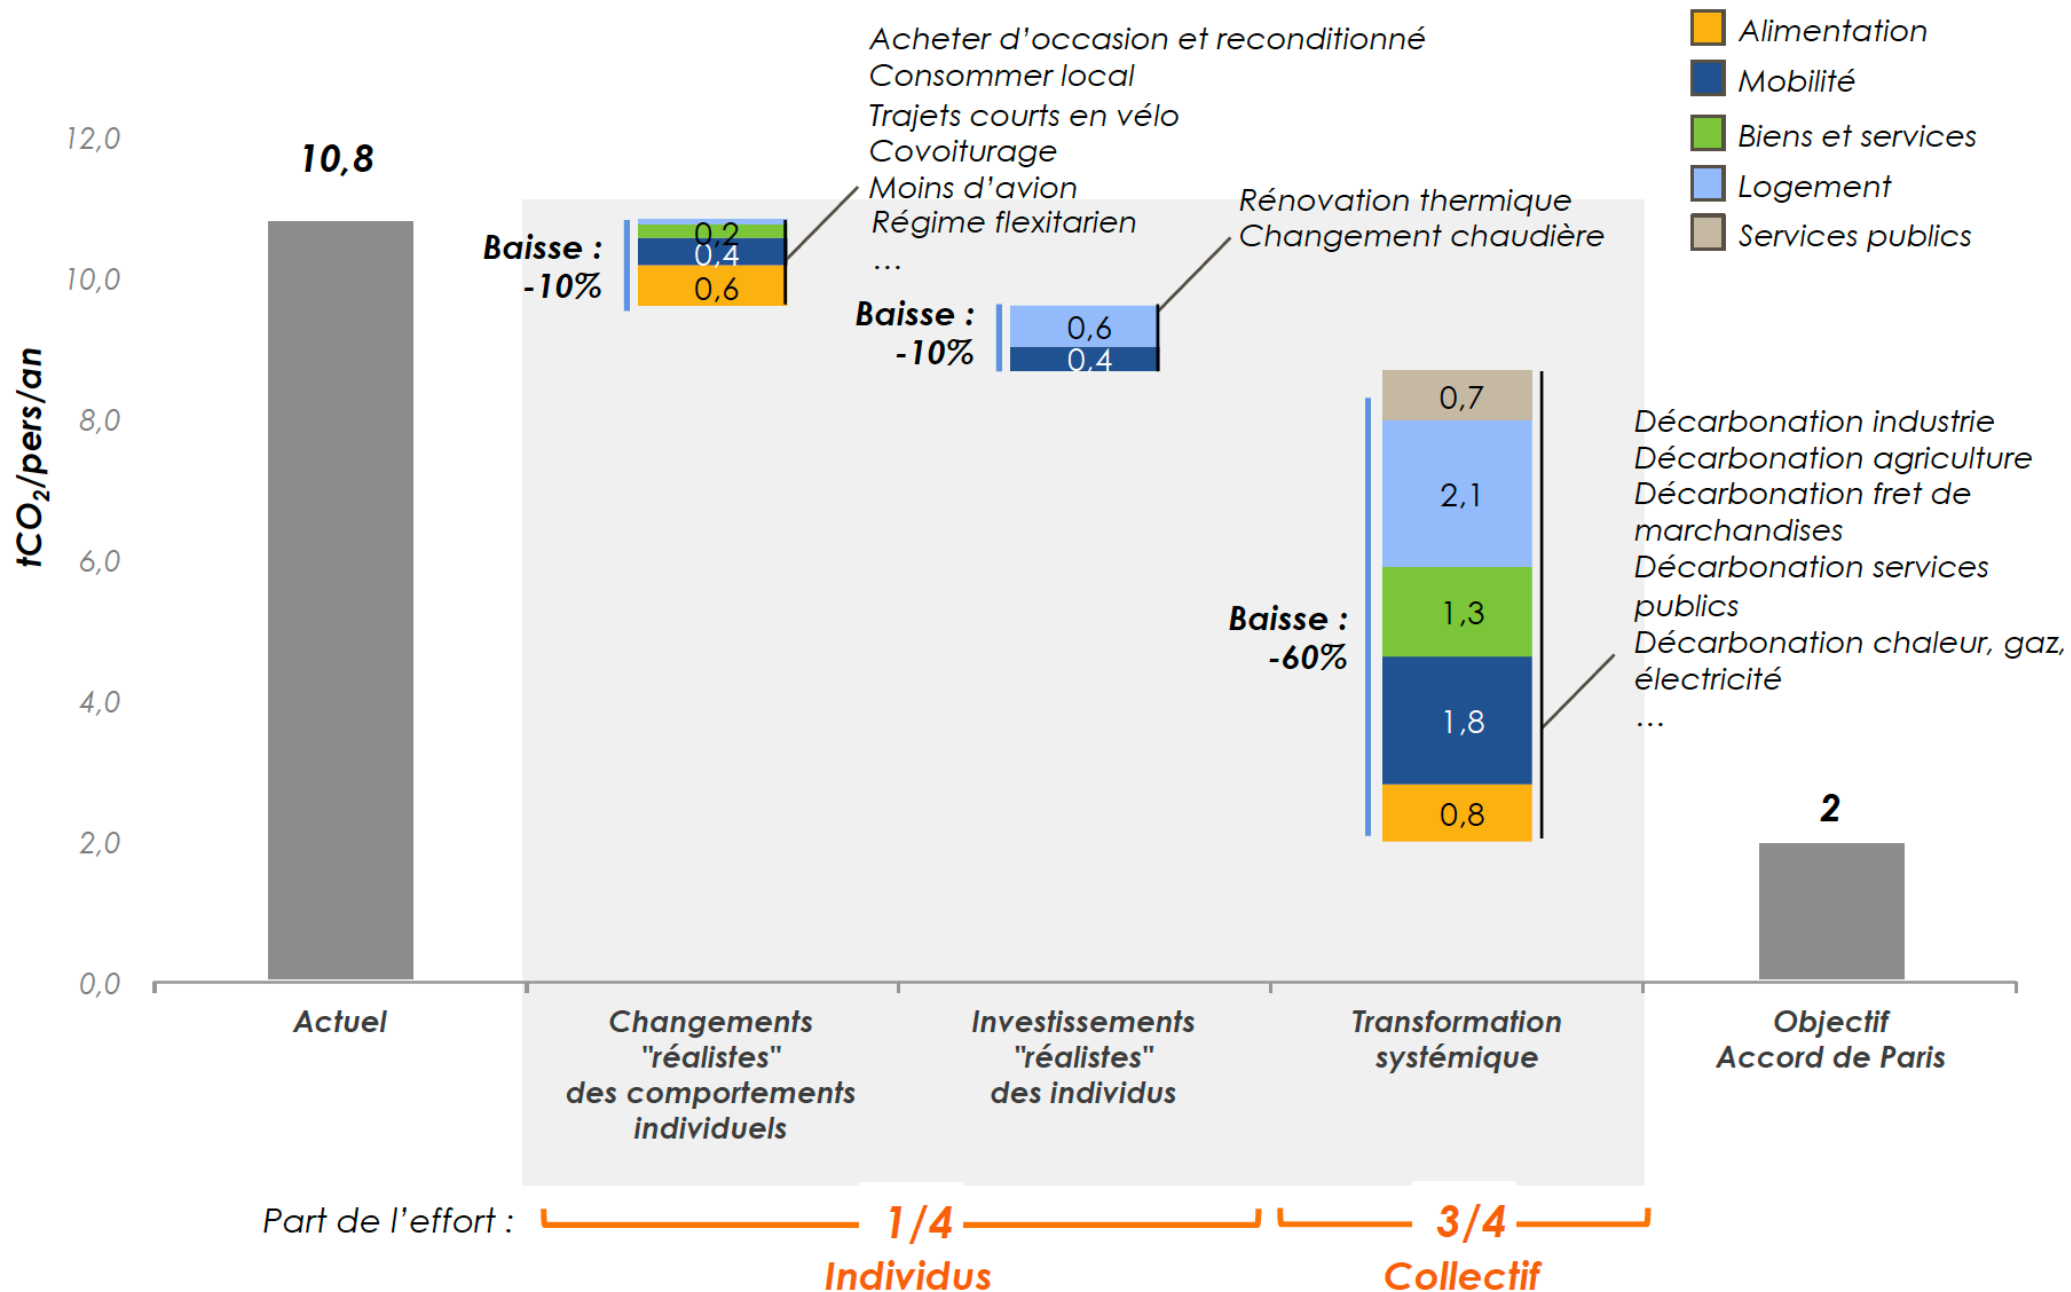 Acheter d'occasion et reconditionné
Consommer local
Trajets courts en vélo
Covoiturage
Moins d'avion
Régime flexitarien
...
Alimentation
Mobilité
Biens et services
Logement
Services publics
tCO₂/pers/an
12,0
10,0
8,0
6,0
4,0
2,0
0,0
10,8
Baisse :
-10%
0,2
0,4
0,6
Rénovation thermique
Changement chaudière
Baisse :
-10%
0,6
0,4
Baisse :
-60%
0,7
2,1
1,3
1,8
0,8
Décarbonation industrie
Décarbonation agriculture
Décarbonation fret de
marchandises
Décarbonation services
publics
Décarbonation chaleur, gaz,
électricité
...
2
Actuel
Changements
"réalistes"
des comportements
individuels
Investissements
"réalistes"
des individus
Transformation
systémique
Objectif
Accord de Paris
Part de l'effort :
1/4
Individus
3/4
Collectif